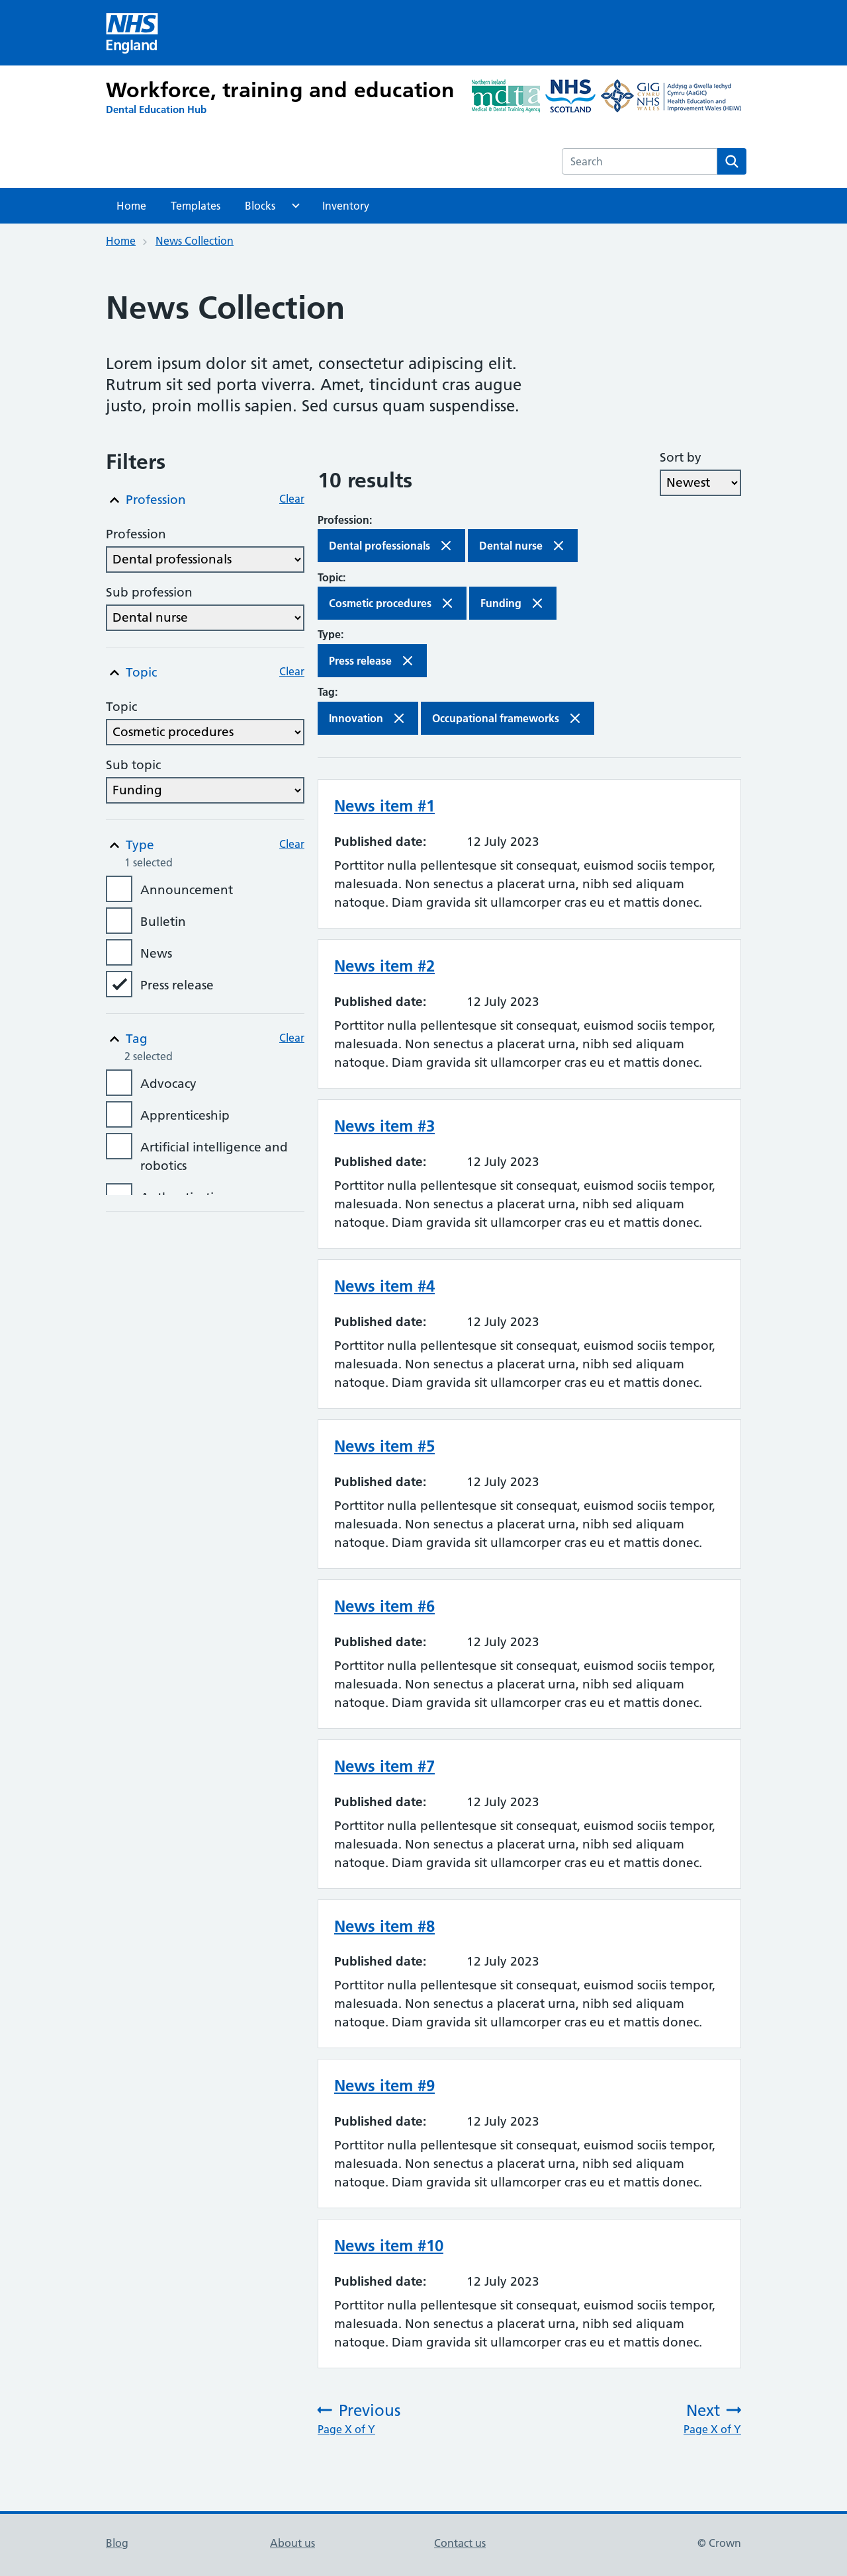 NHS
England
Workforce, training and education
Dental Education Hub
Northern Ireland
mdta
Medical & Dental Training Agency
NHS
SCOTLAND
GIG
CYMRU
NHS
WALES
Addysg a Gwella Iechyd
Cymru (AaGIC)
Health Education and
Improvement Wales (HEIW)
Search
Home
Templates
Blocks
Inventory
Home
News Collection
News Collection
Lorem ipsum dolor sit amet, consectetur adipiscing elit.
Rutrum sit sed porta viverra. Amet, tincidunt cras augue
justo, proin mollis sapien. Sed cursus quam suspendisse.
Filters
Profession
Clear
Profession
Dental professionals
Sub profession
Dental nurse
Topic
Clear
Topic
Cosmetic procedures
Sub topic
Funding
Type
Clear
1 selected
Announcement
Bulletin
News
Press release
Tag
Clear
2 selected
Advocacy
Apprenticeship
Artificial intelligence and
robotics
10 results
Sort by
Newest
Profession:
Dental professionals
Dental nurse
Topic:
Cosmetic procedures
Funding
Type:
Press release
Tag:
Innovation
Occupational frameworks
News item #1
Published date: 12 July 2023
Porttitor nulla pellentesque sit consequat, euismod sociis tempor,
malesuada. Non senectus a placerat urna, nibh sed aliquam
natoque. Diam gravida sit ullamcorper cras eu et mattis donec.
News item #2
Published date: 12 July 2023
Porttitor nulla pellentesque sit consequat, euismod sociis tempor,
malesuada. Non senectus a placerat urna, nibh sed aliquam
natoque. Diam gravida sit ullamcorper cras eu et mattis donec.
News item #3
Published date: 12 July 2023
Porttitor nulla pellentesque sit consequat, euismod sociis tempor,
malesuada. Non senectus a placerat urna, nibh sed aliquam
natoque. Diam gravida sit ullamcorper cras eu et mattis donec.
News item #4
Published date: 12 July 2023
Porttitor nulla pellentesque sit consequat, euismod sociis tempor,
malesuada. Non senectus a placerat urna, nibh sed aliquam
natoque. Diam gravida sit ullamcorper cras eu et mattis donec.
News item #5
Published date: 12 July 2023
Porttitor nulla pellentesque sit consequat, euismod sociis tempor,
malesuada. Non senectus a placerat urna, nibh sed aliquam
natoque. Diam gravida sit ullamcorper cras eu et mattis donec.
News item #6
Published date: 12 July 2023
Porttitor nulla pellentesque sit consequat, euismod sociis tempor,
malesuada. Non senectus a placerat urna, nibh sed aliquam
natoque. Diam gravida sit ullamcorper cras eu et mattis donec.
News item #7
Published date: 12 July 2023
Porttitor nulla pellentesque sit consequat, euismod sociis tempor,
malesuada. Non senectus a placerat urna, nibh sed aliquam
natoque. Diam gravida sit ullamcorper cras eu et mattis donec.
News item #8
Published date: 12 July 2023
Porttitor nulla pellentesque sit consequat, euismod sociis tempor,
malesuada. Non senectus a placerat urna, nibh sed aliquam
natoque. Diam gravida sit ullamcorper cras eu et mattis donec.
News item #9
Published date: 12 July 2023
Porttitor nulla pellentesque sit consequat, euismod sociis tempor,
malesuada. Non senectus a placerat urna, nibh sed aliquam
natoque. Diam gravida sit ullamcorper cras eu et mattis donec.
News item #10
Published date: 12 July 2023
Porttitor nulla pellentesque sit consequat, euismod sociis tempor,
malesuada. Non senectus a placerat urna, nibh sed aliquam
natoque. Diam gravida sit ullamcorper cras eu et mattis donec.
Previous
Page X of Y
Next
Page X of Y
Blog
About us
Contact us
© Crown